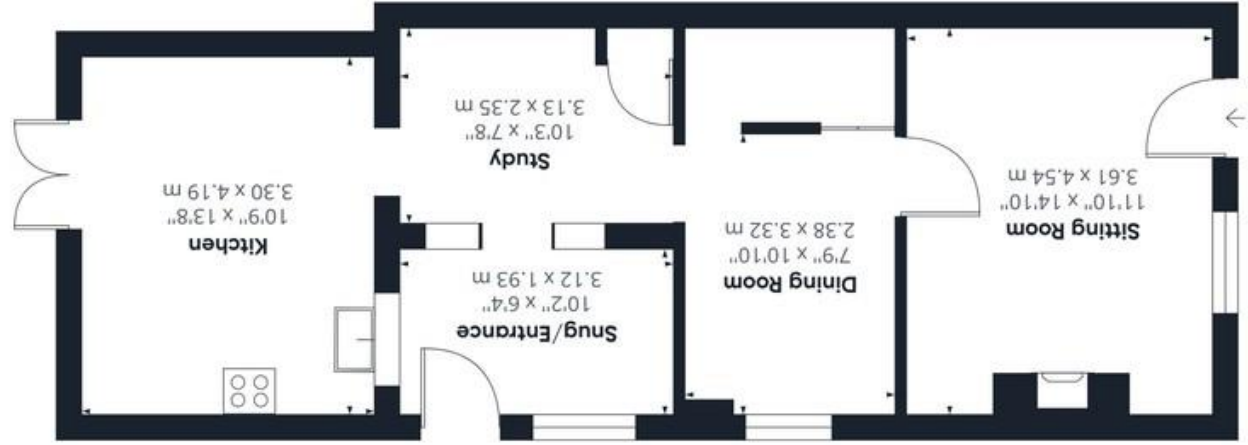 Sitting Room
11'10" x 14'10"
3.61 x 4.54 m
Dining Room
7'9" x 10'10"
2.38 x 3.32 m
Snug/Entrance
10'2" x 6'4"
3.12 x 1.93 m
Study
10'3" x 7'8"
3.13 x 2.35 m
Kitchen
10'9" x 13'8"
3.30 x 4.19 m